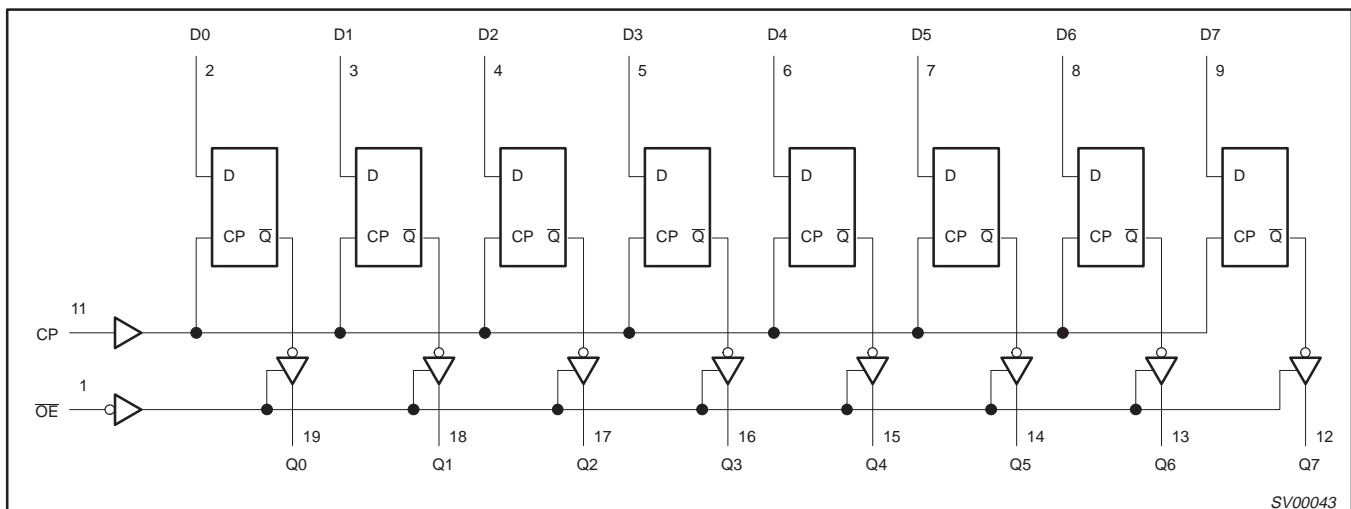 D0 D1 D2 D3 D4 D5 D6 D7
2 3 4 5 6 7 8 9
D D D D D D D D
CP Q̅ CP Q̅ CP Q̅ CP Q̅ CP Q̅ CP Q̅ CP Q̅ CP Q̅
11
CP
1
O̅E̅
19 18 17 16 15 14 13 12
Q0 Q1 Q2 Q3 Q4 Q5 Q6 Q7
SV00043